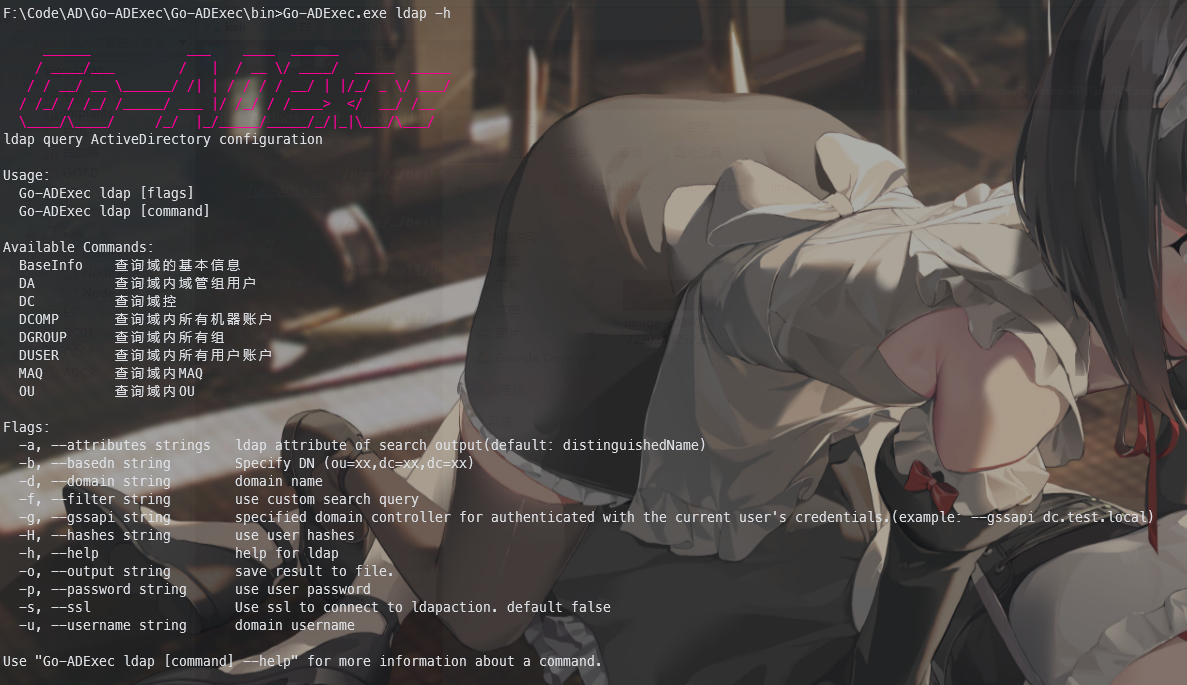 F:\Code\AD\Go-ADExec\Go-ADExec\bin>Go-ADExec.exe ldap -h
ldap query ActiveDirectory configuration
Usage:
Go-ADExec ldap [flags]
Go-ADExec ldap [command]
Available Commands:
BaseInfo 查询域的基本信息
DA 查询域内域管组用户
DC 查询域控
DCOMP 查询域内所有机器账户
DGROUP 查询域内所有组
DUSER 查询域内所有用户账户
MAQ 查询域内MAQ
OU 查询域内OU
Flags:
-a, --attributes strings ldap attribute of search output(default: distinguishedName)
-b, --basedn string Specify DN (ou=xx,dc=xx,dc=xx)
-d, --domain string domain name
-f, --filter string use custom search query
-g, --gssapi string specified domain controller for authenticated with the current user's credentials.(example: --gssapi dc.test.local)
-H, --hashes string use user hashes
-h, --help help for ldap
-o, --output string save result to file.
-p, --password string use user password
-s, --ssl Use ssl to connect to ldapaction. default false
-u, --username string domain username
Use "Go-ADExec ldap [command] --help" for more information about a command.